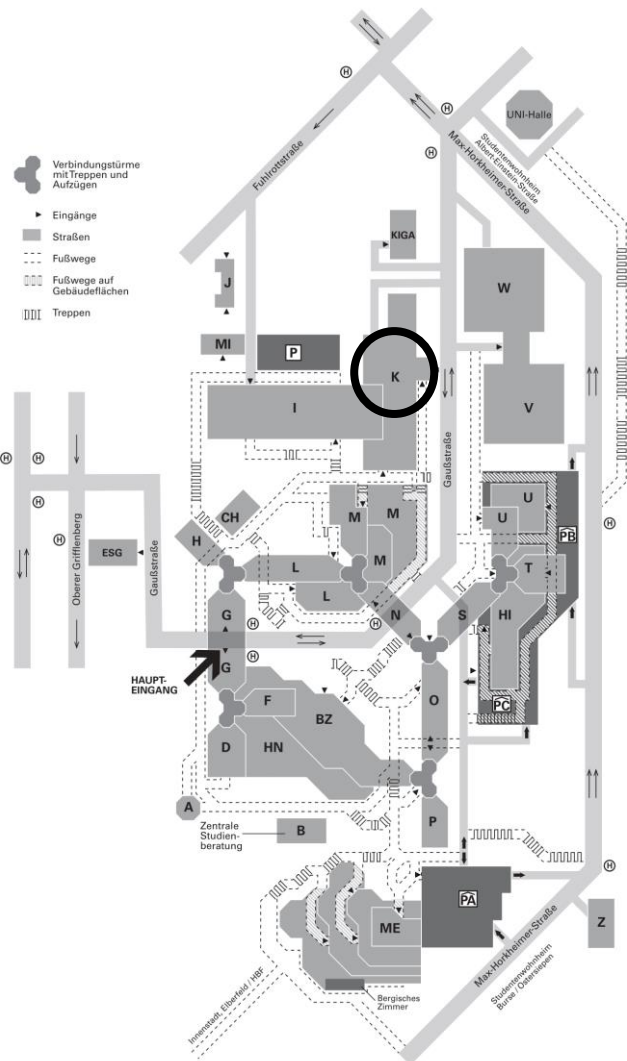 H
H
H
H
UNI-Halle
Fuhlrottstraße
Max-Horkheimer-Straße
Studentenwohnheim
Albert-Einstein-Straße
Verbindungstürme
mit Treppen und
Aufzügen
Eingänge
Straßen
Fußwege
Fußwege auf
Gebäudeflächen
Treppen
KIGA
J
W
MI
P
K
I
V
Gaußstraße
H
H
H
H
Oberer Grifflenberg
ESG
Gaußstraße
CH
H
M
M
M
U
U
PB
H
L
L
T
G
N
S
HI
H
H
G
HAUPT-
EINGANG
F
BZ
O
PC
D
HN
A
Zentrale
Studien-
beratung
B
P
H
PA
ME
Z
Max-Horkheimer-Straße
Studentenwohnheim
Burse/Ostersiepen
Bergisches
Zimmer
Innenstadt, Elberfeld / HBF